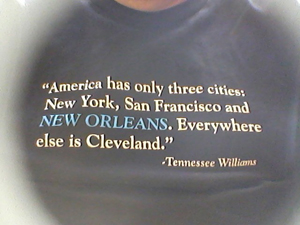 “America has only three cities:
New York, San Francisco and
NEW ORLEANS. Everywhere
else is Cleveland.”
-Tennessee Williams